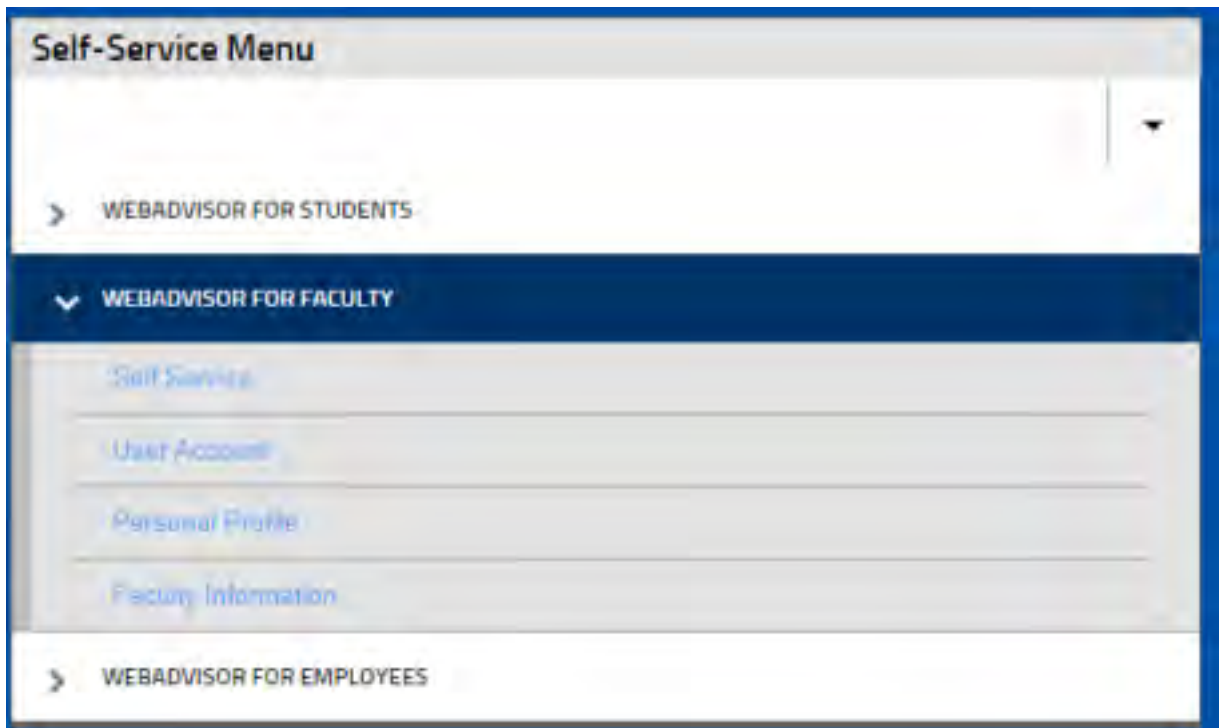 Self-Service Menu
WEBADVISOR FOR STUDENTS
WEBADVISOR FOR FACULTY
Self Service
User Account
Personal Profile
Faculty Information
WEBADVISOR FOR EMPLOYEES